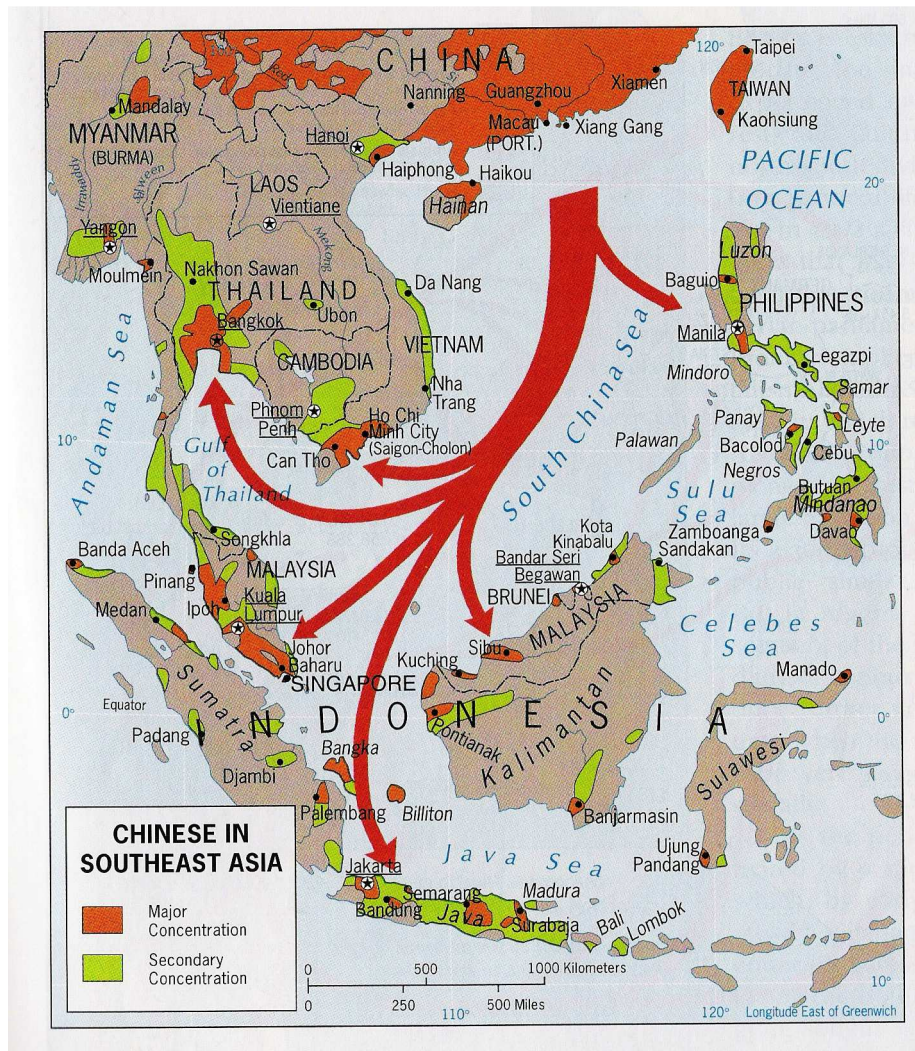 CHINA
120°
Taipei
TAIWAN
Kaohsiung
Xiamen
Guangzhou
Nanning
Macau
(PORT.)
Xiang Gang
Red
Mandalay
MYANMAR
(BURMA)
Irrawaddy
Salween
Hanoi
Haiphong
Haikou
Hainan
PACIFIC
OCEAN
20°
LAOS
Vientiane
Mekong
Yangon
Moulmein
Nakhon Sawan
THAILAND
Ubon
Bangkok
Da Nang
VIETNAM
CAMBODIA
Nha
Trang
Phnom
Penh
Ho Chi
Minh City
(Saigon-Cholon)
Can Tho
Luzon
Baguio
PHILIPPINES
Manila
Mindoro
Legazpi
Samar
Panay
Leyte
Palawan
Bacolod
Cebu
Negros
10°
10°
Butuan
Mindanao
Zamboanga
Davao
Andaman Sea
Gulf
of
Thailand
South China Sea
Sulu
Sea
Songkhla
Banda Aceh
Pinang
MALAYSIA
Ipoh
Kuala
Lumpur
Medan
Johor
Baharu
SINGAPORE
Kota
Kinabalu
Sandakan
Bandar Seri
Begawan
BRUNEI
MALAYSIA
Sibu
Kuching
Celebes
Sea
Manado
Equator
0°
0°
INDONESIA
Sumatra
Padang
Djambi
Bangka
Palembang
Billiton
Pontianak
Kalimantan
Banjarmasin
Sulawesi
Ujung
Pandang
Java Sea
Jakarta
Bandung
Semarang
Java
Madura
Surabaja
Bali
Lombok
CHINESE IN
SOUTHEAST ASIA
Major
Concentration
Secondary
Concentration
0 500 1000 Kilometers
0 250 500 Miles
10°
110°
120°
Longitude East of Greenwich